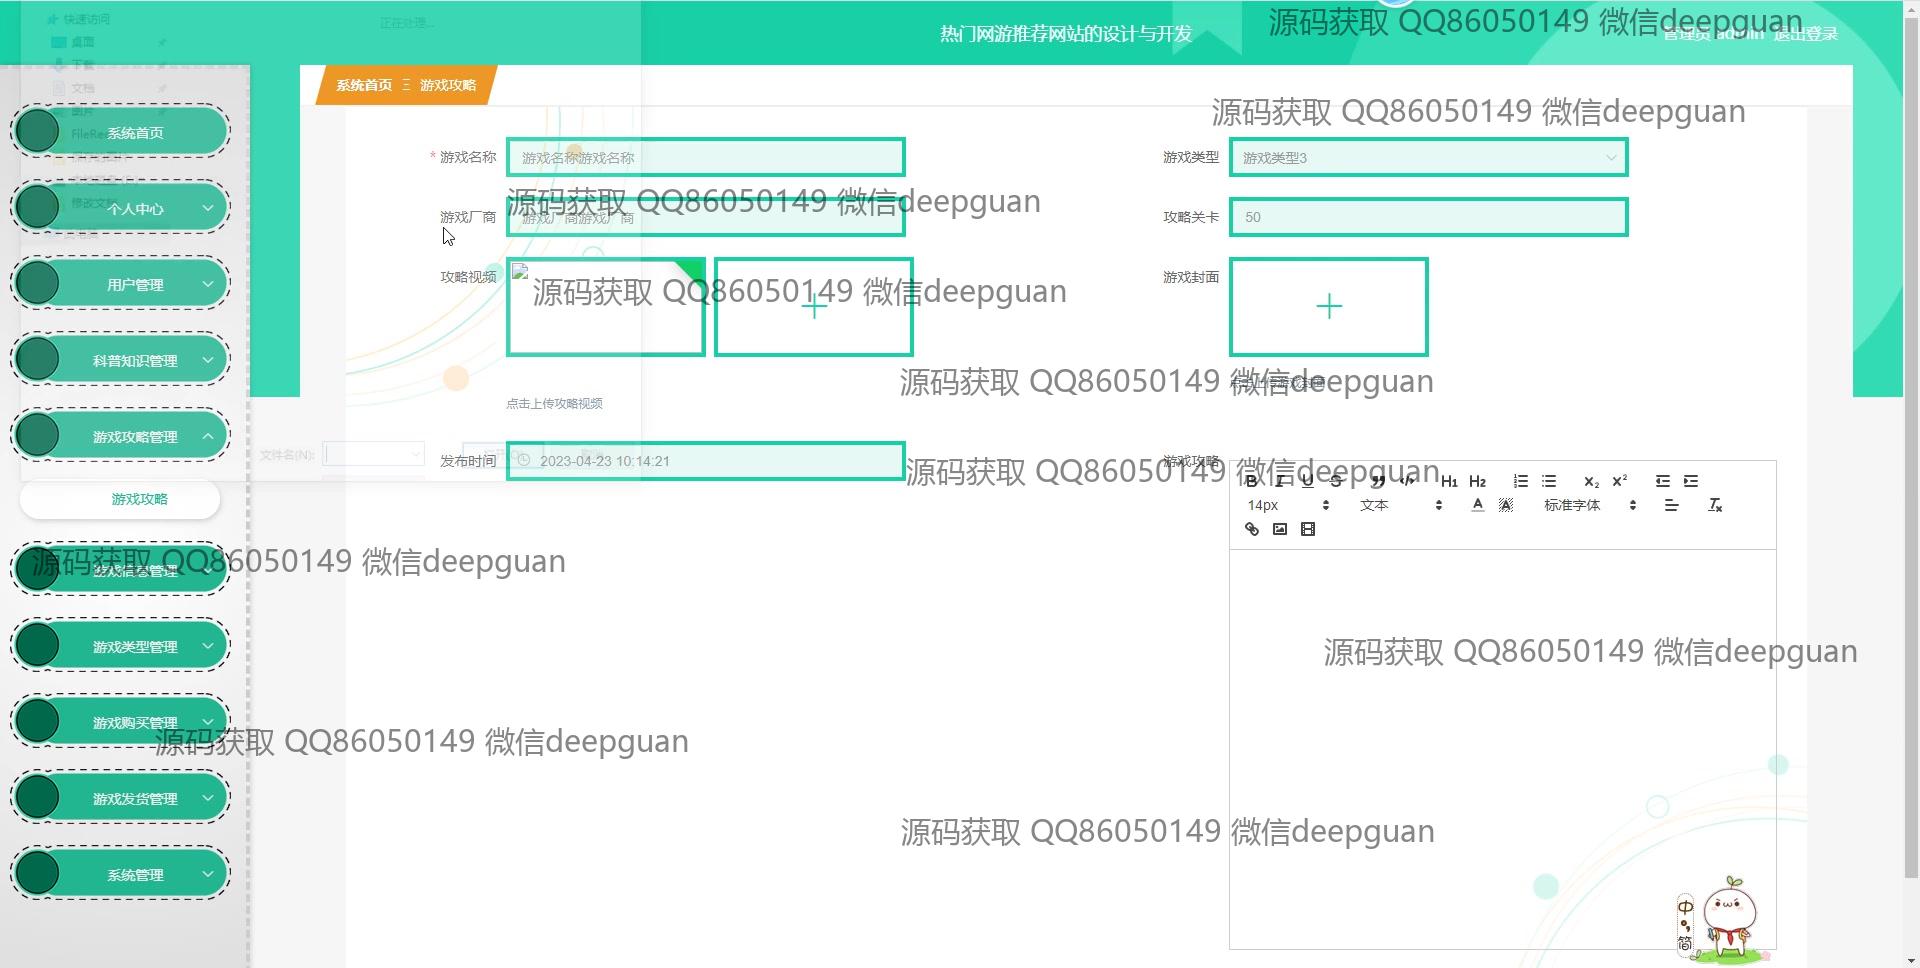 快速访问
正在处理...
桌面
下载
文档
热门网游推荐网站的设计与开发
源码获取 QQ86050149 微信deepguan
管理员 admin 退出登录
系统首页
游戏攻略
源码获取 QQ86050149 微信deepguan
系统首页
* 游戏名称
游戏名称游戏名称
游戏类型
游戏类型3
个人中心
源码获取 QQ86050149 微信deepguan
游戏厂商
游戏厂商游戏厂商
攻略关卡
50
用户管理
攻略视频
源码获取 QQ86050149 微信deepguan
游戏封面
科普知识管理
源码获取 QQ86050149 微信deepguan
点击上传游戏封面
点击上传攻略视频
游戏攻略管理
文件名(N):
发布时间
2023-04-23 10:14:21
源码获取 QQ86050149 微信deepguan
游戏攻略
B I U S H1 H2 X2 X2
14px
文本
标准字体
游戏攻略
源码获取 QQ86050149 微信deepguan
游戏信息管理
游戏类型管理
源码获取 QQ86050149 微信deepguan
游戏购买管理
源码获取 QQ86050149 微信deepguan
游戏发货管理
源码获取 QQ86050149 微信deepguan
系统管理
中
简